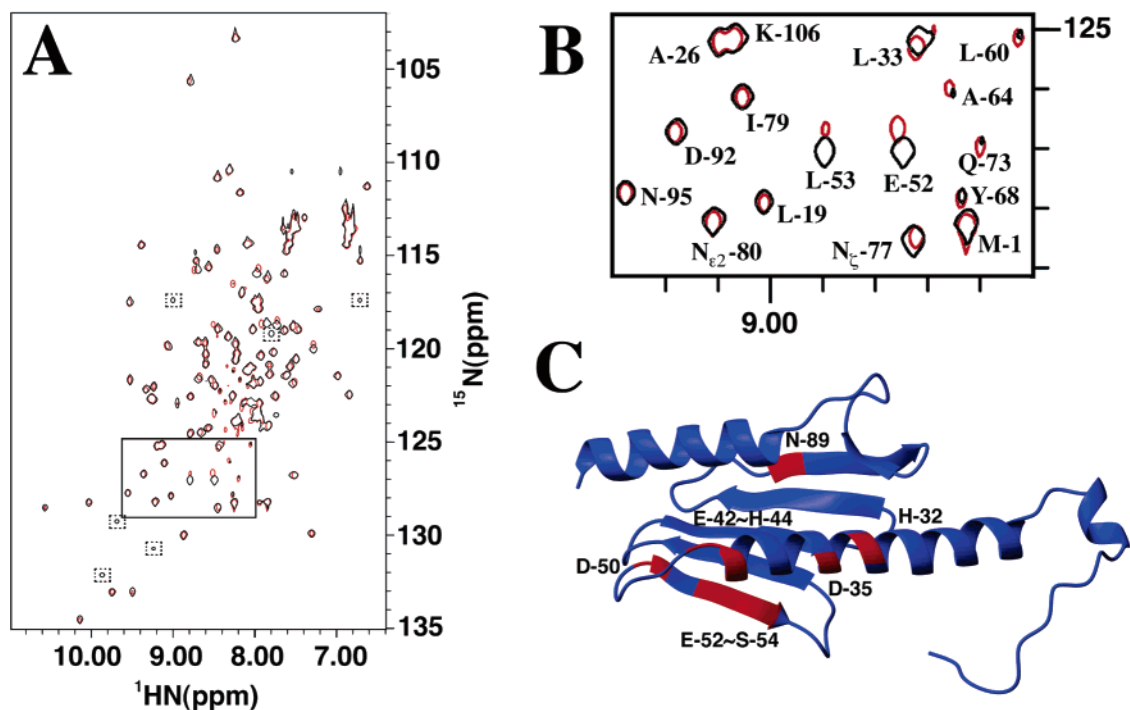 A
105
110
115
120
125
130
135
10.00 9.00 8.00 7.00
¹HN(ppm)
¹⁵N(ppm)
B
125
K-106
A-26
L-33
L-60
A-64
I-79
D-92
Q-73
L-53
E-52
Y-68
N-95
L-19
M-1
Nε2-80
Nζ-77
9.00
C
N-89
E-42~H-44
H-32
D-50
D-35
E-52~S-54